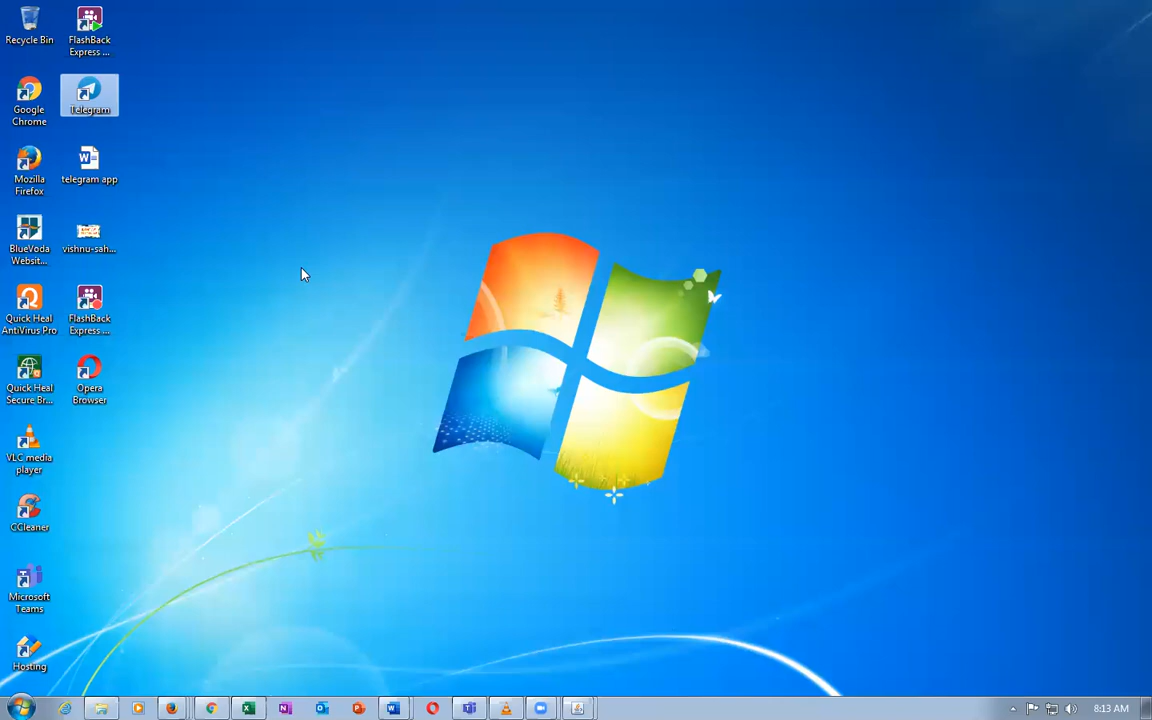 Recycle Bin
FlashBack
Express ...
Google
Chrome
Telegram
Mozilla
Firefox
telegram app
BlueVoda
Websit...
vishnu-sah...
Quick Heal
AntiVirus Pro
FlashBack
Express ...
Quick Heal
Secure Br...
Opera
Browser
VLC media
player
CCleaner
Microsoft
Teams
Hosting
8:13 AM